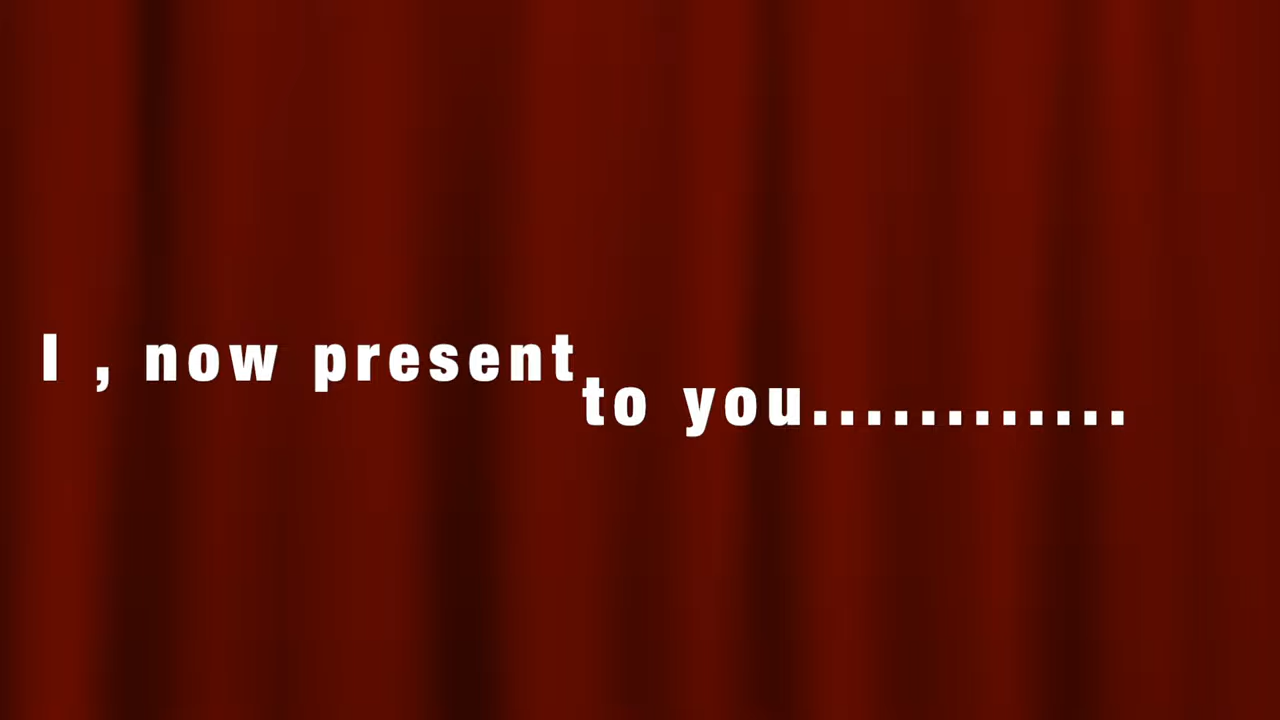 I , now present
to you............